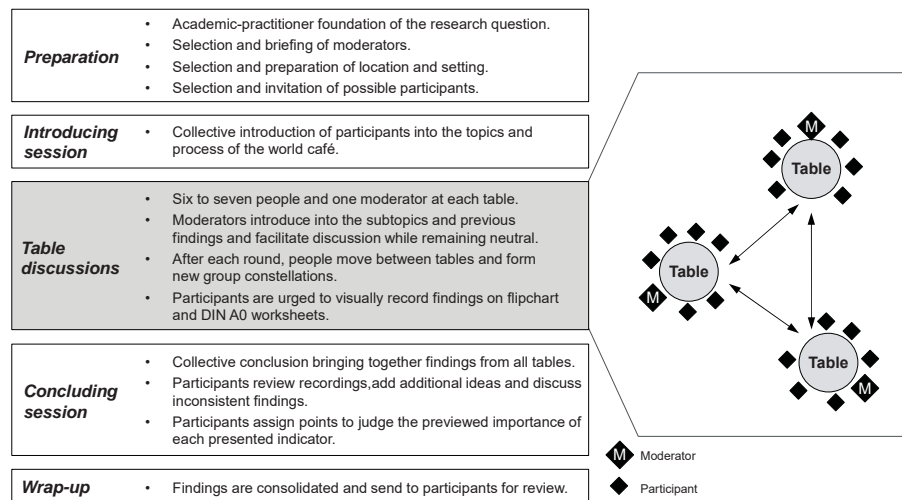 Preparation
• Academic-practitioner foundation of the research question.
• Selection and briefing of moderators.
• Selection and preparation of location and setting.
• Selection and invitation of possible participants.
Introducing
session
• Collective introduction of participants into the topics and
process of the world café.
Table
discussions
• Six to seven people and one moderator at each table.
• Moderators introduce into the subtopics and previous
findings and facilitate discussion while remaining neutral.
• After each round, people move between tables and form
new group constellations.
• Participants are urged to visually record findings on flipchart
and DIN A0 worksheets.
Concluding
session
• Collective conclusion bringing together findings from all tables.
• Participants review recordings,add additional ideas and discuss
inconsistent findings.
• Participants assign points to judge the previewed importance of
each presented indicator.
Wrap-up
• Findings are consolidated and send to participants for review.
M
Table
Table
M
Table
M
M Moderator
Participant